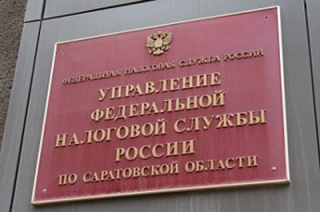 ФЕДЕРАЛЬНАЯ НАЛОГОВАЯ СЛУЖБА РОССИИ
УПРАВЛЕНИЕ
ФЕДЕРАЛЬНОЙ
НАЛОГОВОЙ СЛУЖБЫ
РОССИИ
ПО САРАТОВСКОЙ ОБЛАСТИ